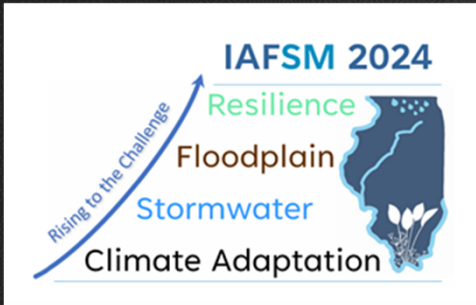 IAFSM 2024
Resilience
Floodplain
Stormwater
Climate Adaptation
Rising to the Challenge